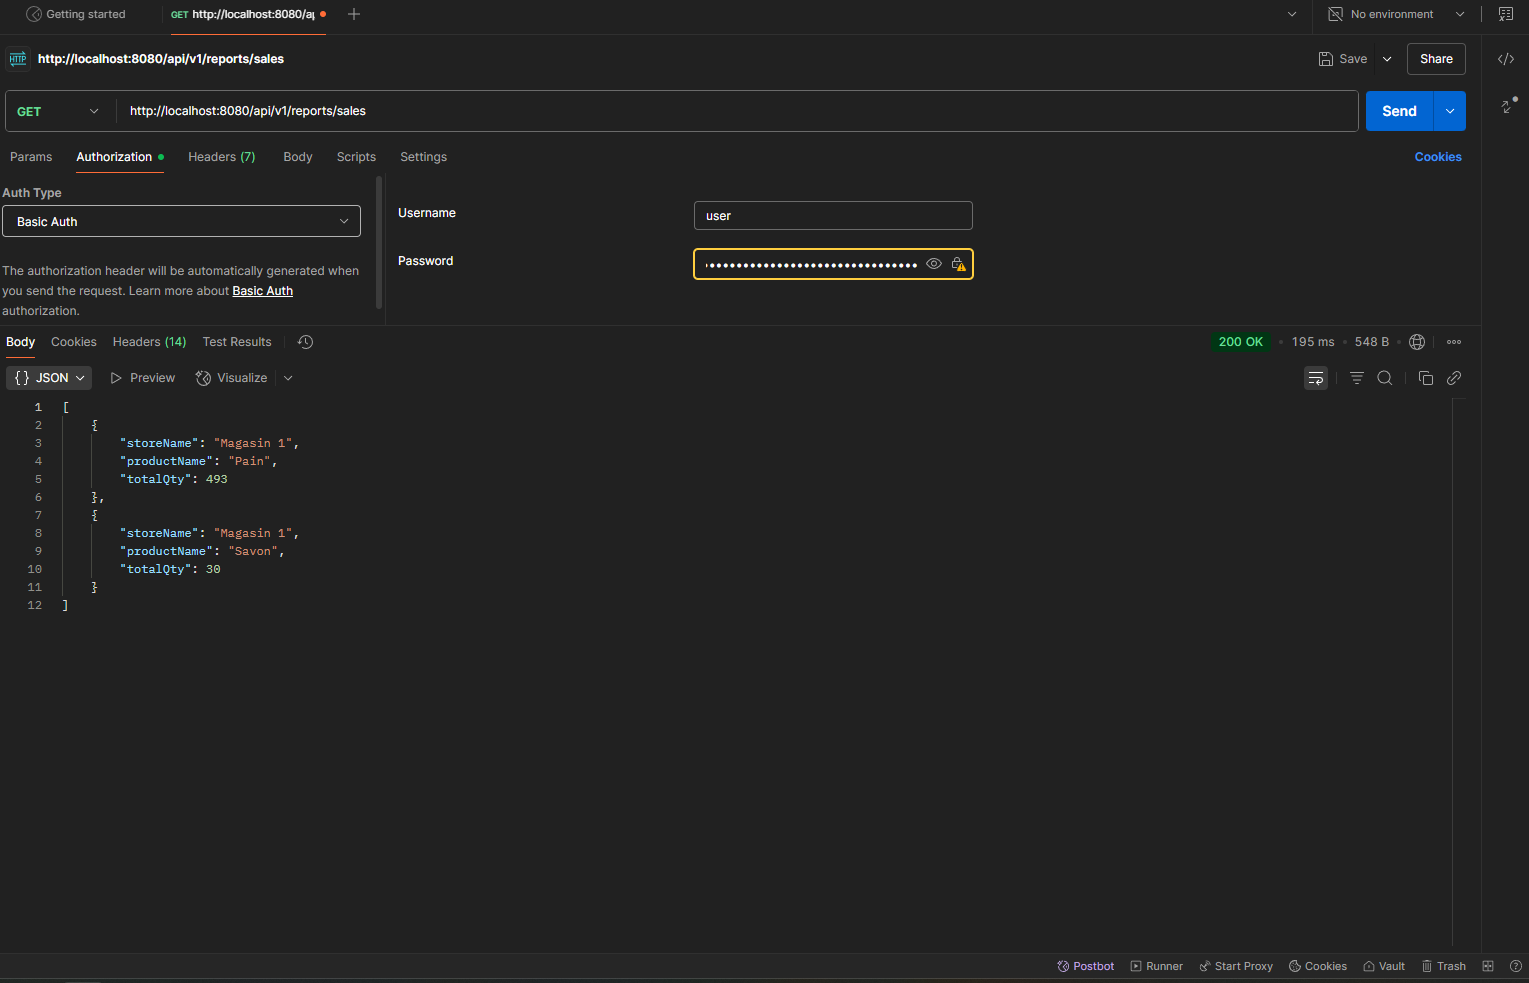 Getting started
GET http://localhost:8080/a
No environment
HTTP http://localhost:8080/api/v1/reports/sales
Save
Share
GET
http://localhost:8080/api/v1/reports/sales
Send
Params
Authorization
Headers (7)
Body
Scripts
Settings
Cookies
Auth Type
Basic Auth
The authorization header will be automatically generated when
you send the request. Learn more about Basic Auth
authorization.
Username
user
Password
Body
Cookies
Headers (14)
Test Results
200 OK
195 ms
548 B
{} JSON
Preview
Visualize
1 [
2 {
3 "storeName": "Magasin 1",
4 "productName": "Pain",
5 "totalQty": 493
6 },
7 {
8 "storeName": "Magasin 1",
9 "productName": "Savon",
10 "totalQty": 30
11 }
12 ]
Postbot
Runner
Start Proxy
Cookies
Vault
Trash